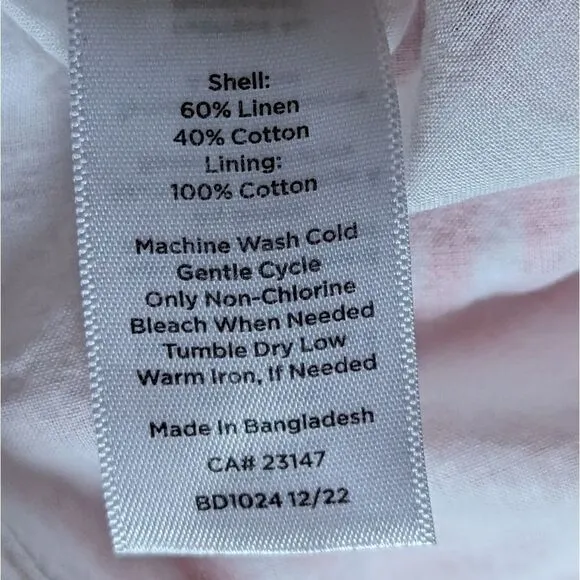 Shell:
60% Linen
40% Cotton
Lining:
100% Cotton
Machine Wash Cold
Gentle Cycle
Only Non-Chlorine
Bleach When Needed
Tumble Dry Low
Warm Iron, If Needed
Made In Bangladesh
CA# 23147
BD1024 12/22